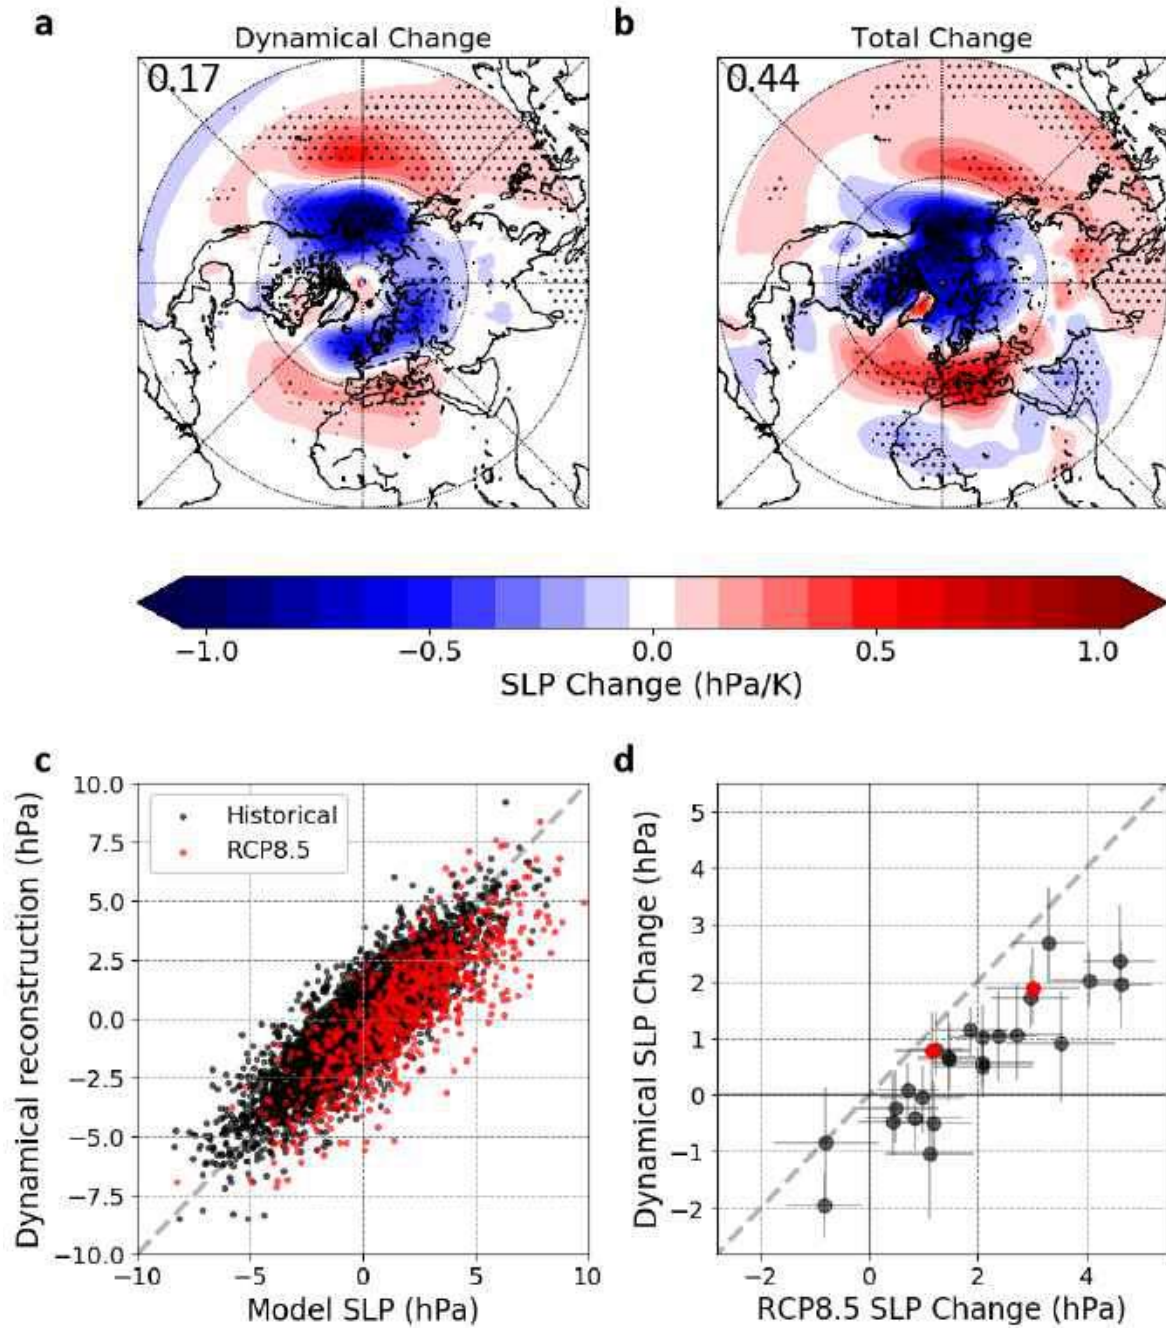 a
Dynamical Change
0.17
b
Total Change
0.44
−1.0
−0.5
0.0
0.5
1.0
SLP Change (hPa/K)
c
Dynamical reconstruction (hPa)
10.0
7.5
5.0
2.5
0.0
−2.5
−5.0
−7.5
−10.0
Historical
RCP8.5
−10
−5
0
5
10
Model SLP (hPa)
d
Dynamical SLP Change (hPa)
5
4
3
2
1
0
−1
−2
−2
0
2
4
RCP8.5 SLP Change (hPa)